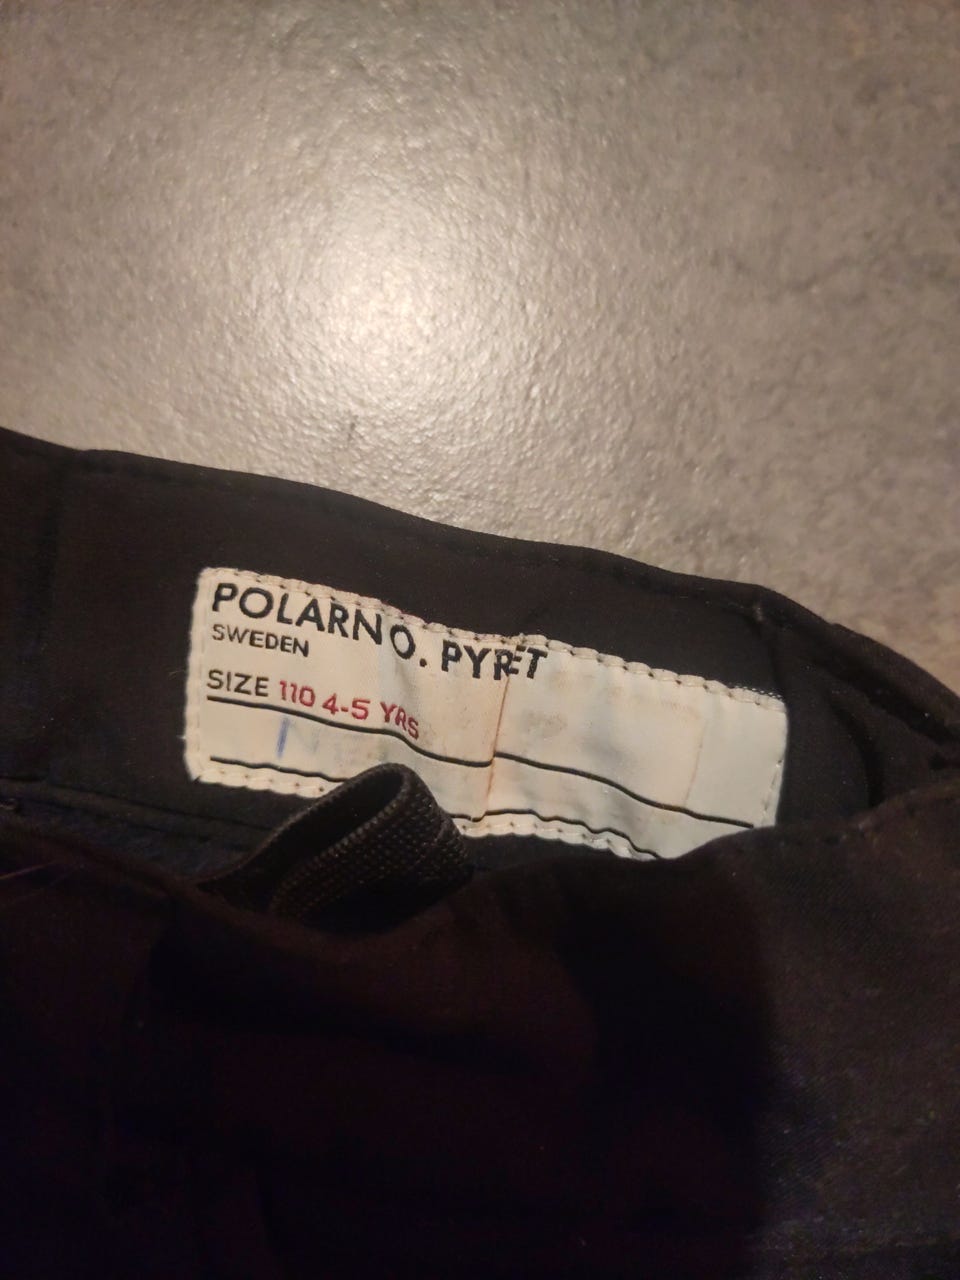 POLARN O. PYRET
SWEDEN
SIZE 110 4-5 YRS